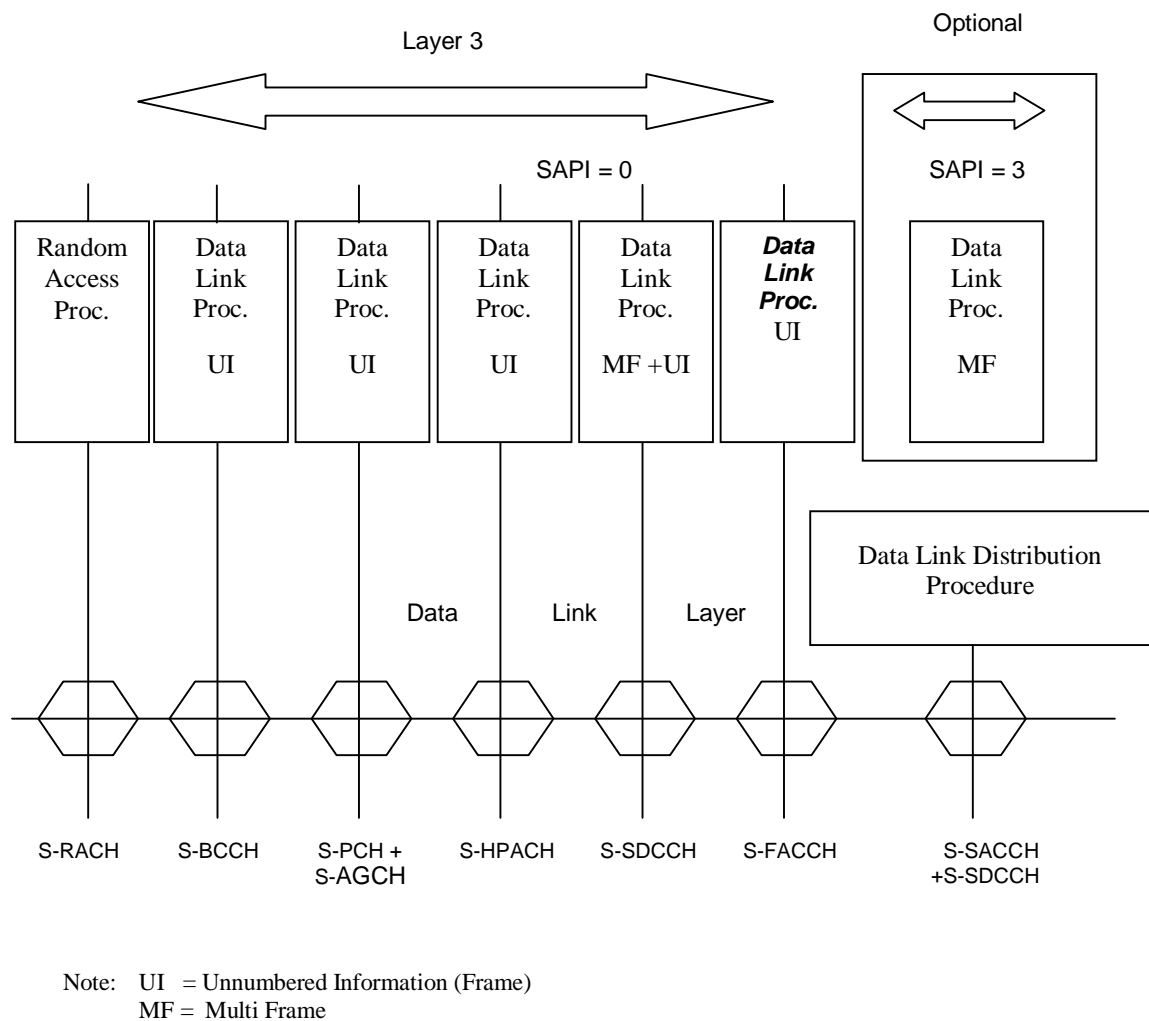 Optional
Layer 3
SAPI = 0
SAPI = 3
Random
Access
Proc.
Data
Link
Proc.
UI
Data
Link
Proc.
UI
Data
Link
Proc.
UI
Data
Link
Proc.
MF +UI
Data
Link
Proc.
UI
Data
Link
Proc.
MF
Data Link Distribution
Procedure
Data Link Layer
S-RACH
S-BCCH
S-PCH +
S-AGCH
S-HPACH
S-SDCCH
S-FACCH
S-SACCH
+S-SDCCH
Note: UI = Unnumbered Information (Frame)
MF = Multi Frame